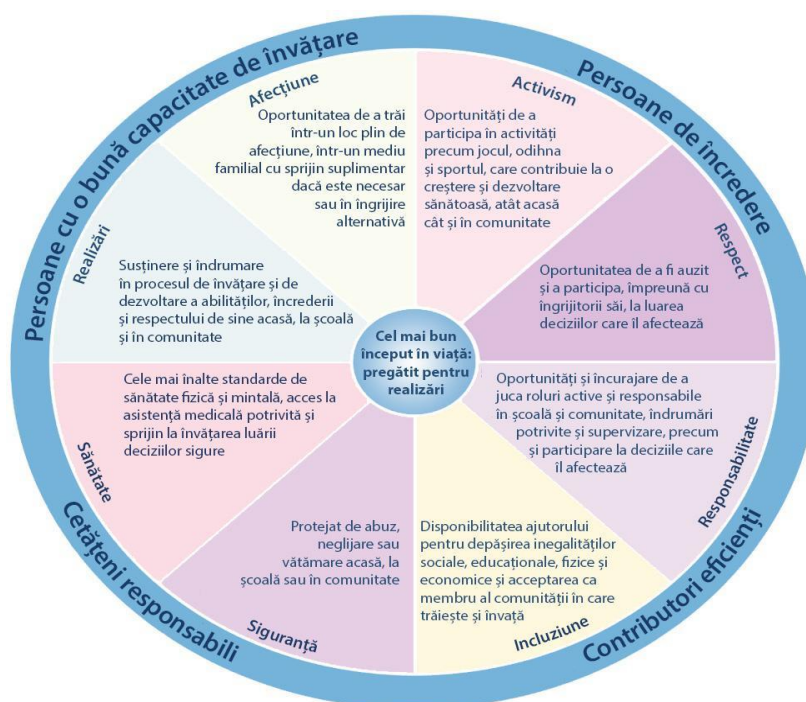 Persoane cu o bună capacitate de învățare
Persoane de încredere
Afecțiune
Oportunitatea de a trăi
într-un loc plin de
afecțiune, într-un mediu
familial cu sprijin suplimentar
dacă este necesar
sau în îngrijire
alternativă
Activism
Oportunități de a
participa în activități
precum jocul, odihna
și sportul, care contribuie la o
creștere și dezvoltare
sănătoasă, atât acasă
cât și în comunitate
Respect
Oportunitatea de a fi auzit
și a participa, împreună cu
îngrijitorii săi, la luarea
deciziilor care îl afectează
Responsabilitate
Oportunități și încurajare de a
juca roluri active și responsabile
în școală și comunitate, îndrumări
potrivite și supervizare, precum
și participare la deciziile care
îl afectează
Incluziune
Disponibilitatea ajutorului
pentru depășirea inegalităților
sociale, educaționale, fizice și
economice și acceptarea ca
membru al comunității în care
trăiește și învață
Siguranță
Protejat de abuz,
neglijare sau
vătămare acasă, la
școală sau în comunitate
Sănătate
Cele mai înalte standarde de
sănătate fizică și mintală, acces la
asistență medicală potrivită și
sprijin la învățarea luării
deciziilor sigure
Realizări
Susținere și îndrumare
în procesul de învățare și de
dezvoltare a abilităților, încrederii
și respectului de sine acasă, la școală
și în comunitate
Cel mai bun
început în viață:
pregătit pentru
realizări
Cetățeni responsabili
Contributori eficienți